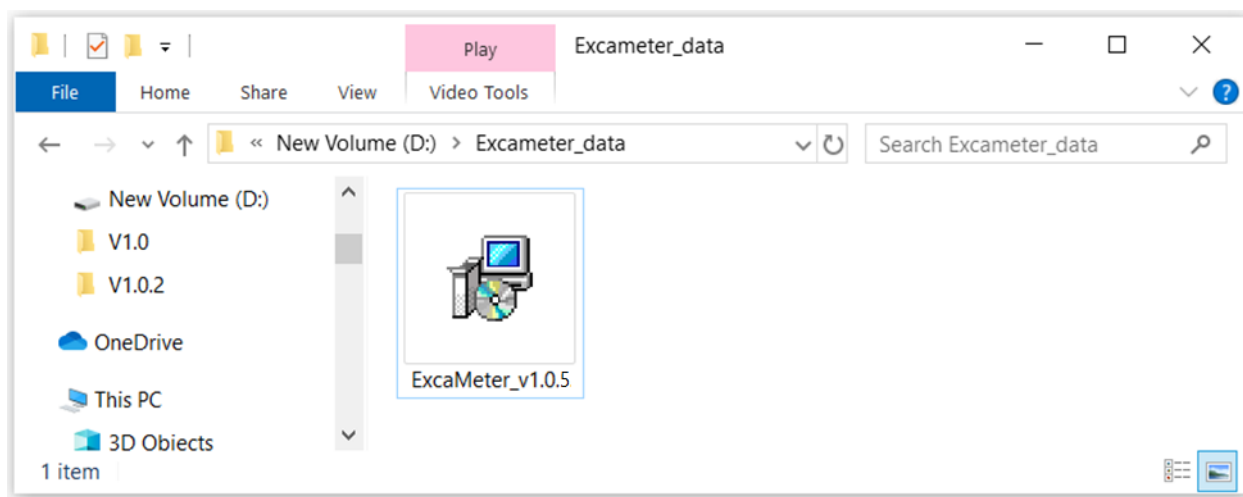 Play Excameter_data
File Home Share View Video Tools
?
« New Volume (D:) > Excameter_data Search Excameter_data
New Volume (D:)
V1.0
V1.0.2
OneDrive
This PC
3D Objects
ExcaMeter_v1.0.5
1 item